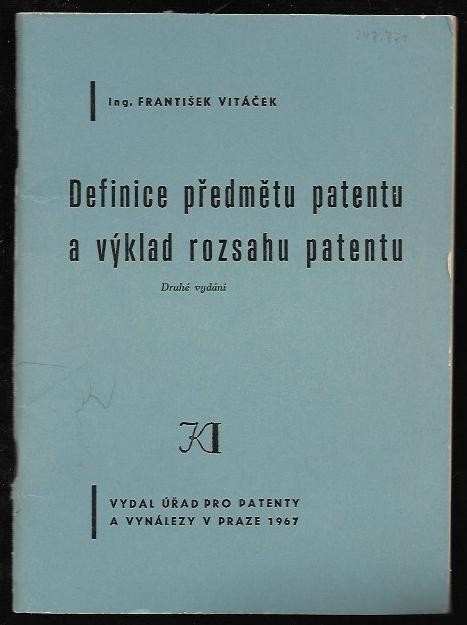 Ing. FRANTIŠEK VITÁČEK
Definice předmětu patentu
a výklad rozsahu patentu
Druhé vydání
VYDAL ÚŘAD PRO PATENTY
A VYNÁLEZY V PRAZE 1967